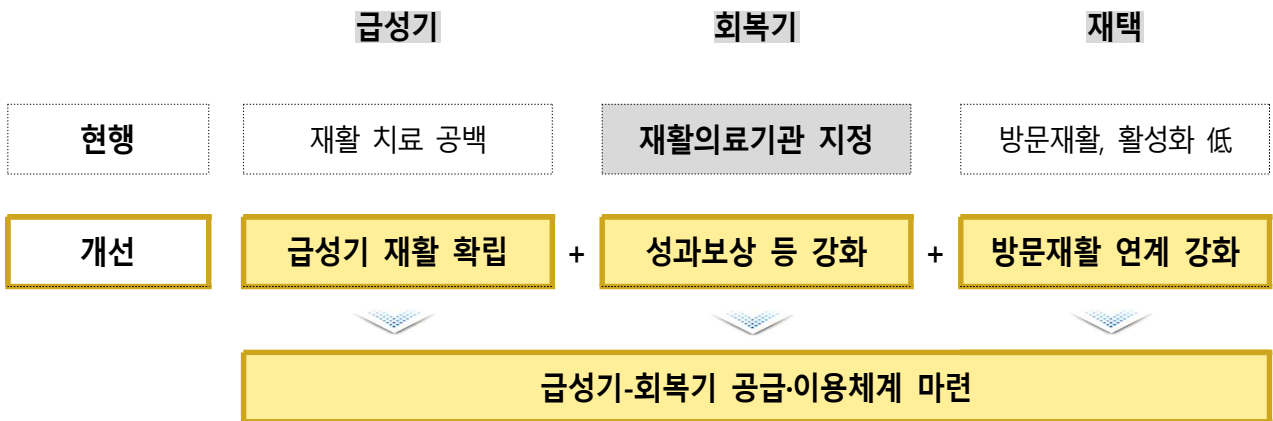 급성기 회복기 재택
현행 재활 치료 공백 재활의료기관 지정 방문재활, 활성화 低
개선 급성기 재활 확립 + 성과보상 등 강화 + 방문재활 연계 강화
급성기-회복기 공급·이용체계 마련